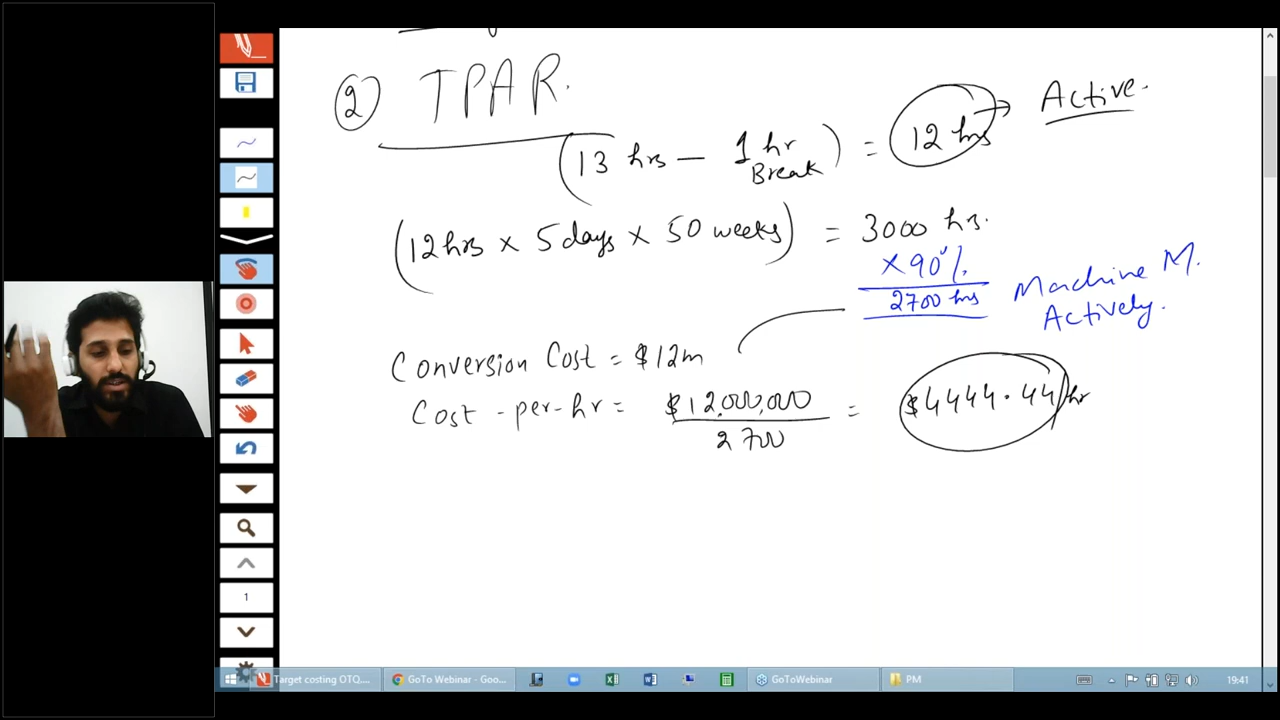 ② TPAR.
(13 hrs — 1 hr Break) = 12 hrs → Active.
(12 hrs × 5 days × 50 weeks) = 3000 hrs.
× 90%
2700 hrs
Machine M.
Actively.
Conversion Cost = $12m
Cost-per-hr = $12,000,000 / 2700 = $4444.44/hr
1
Target costing OTQ....
GoTo Webinar - Goo...
GoToWebinar
PM
19:41